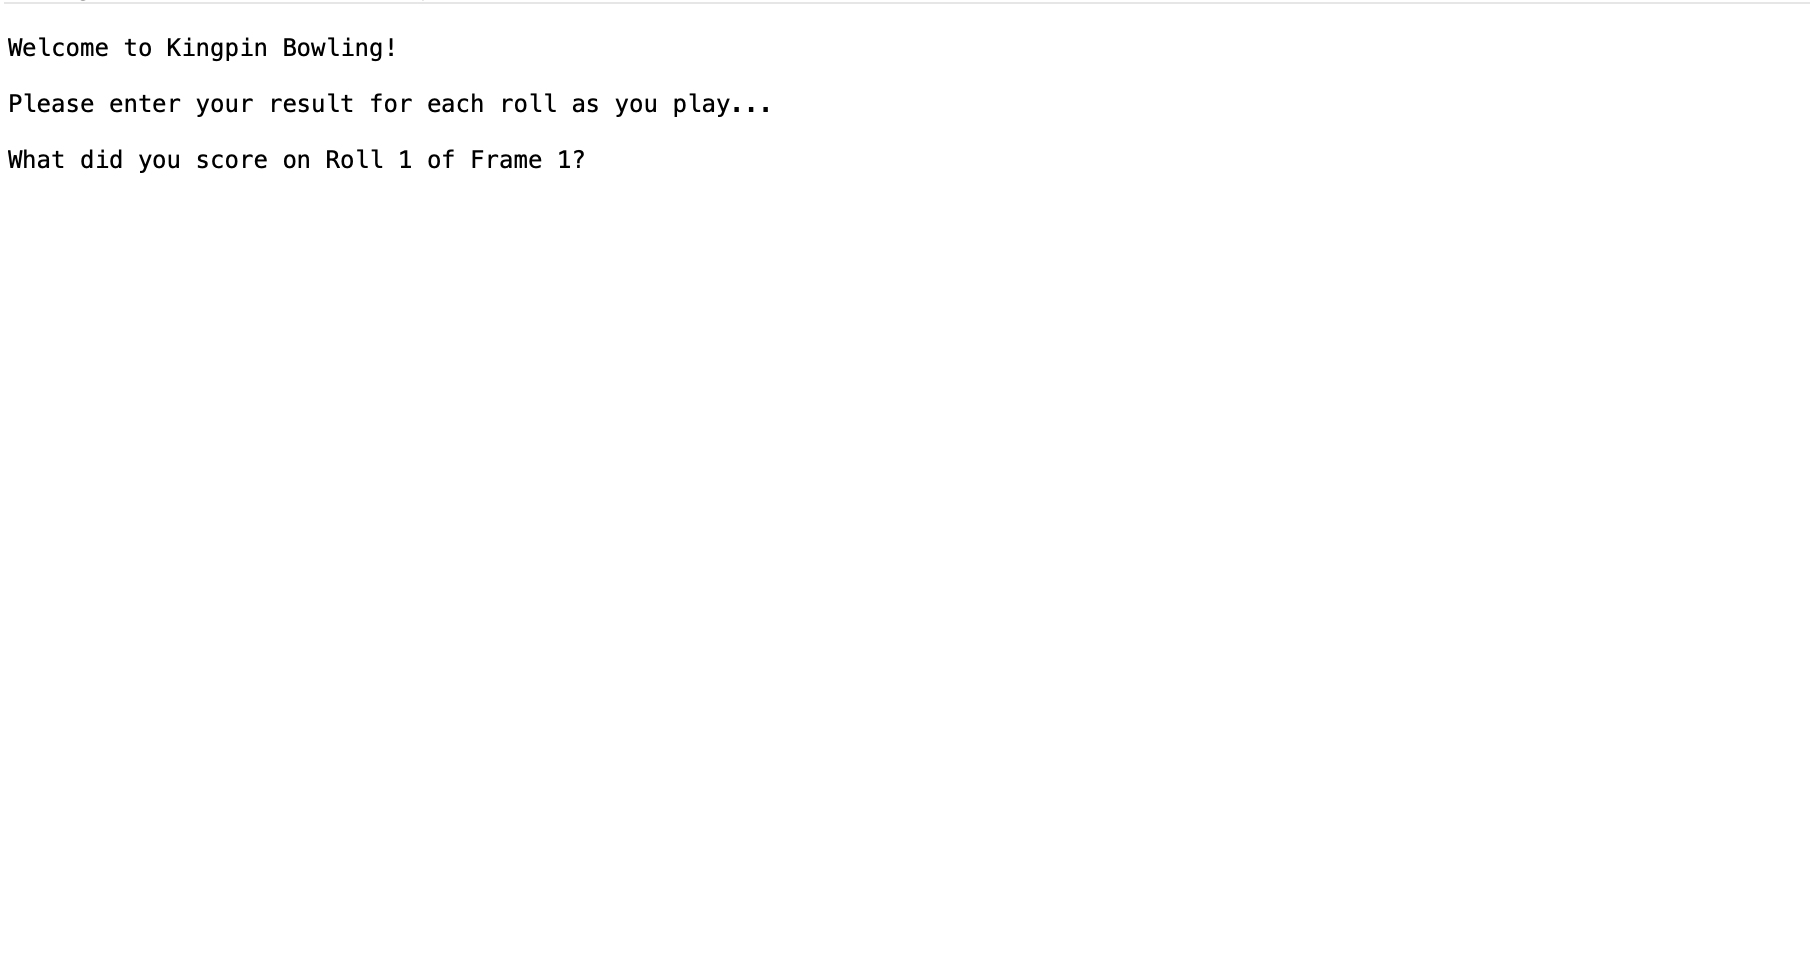 Welcome to Kingpin Bowling!
Please enter your result for each roll as you play...
What did you score on Roll 1 of Frame 1?